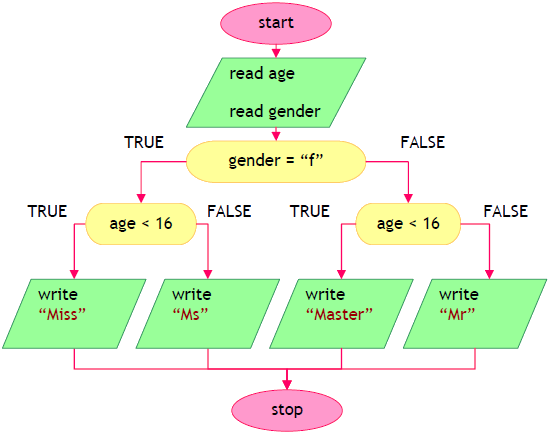 start
read age
read gender
TRUE
FALSE
gender = “f”
TRUE
age < 16
FALSE
TRUE
age < 16
FALSE
write
“Miss”
write
“Ms”
write
“Master”
write
“Mr”
stop